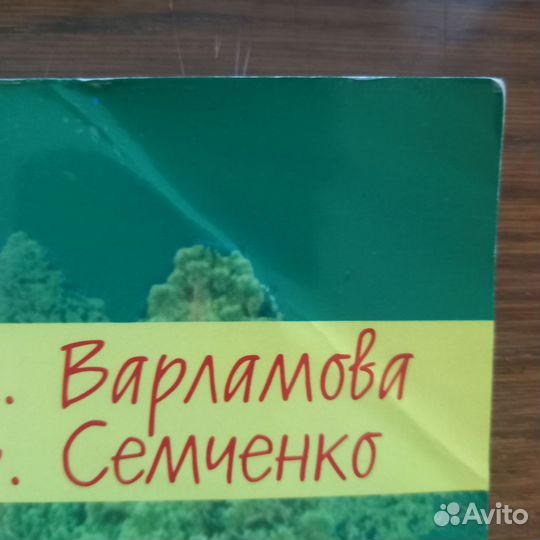 . Варламова
. Семченко
Avito